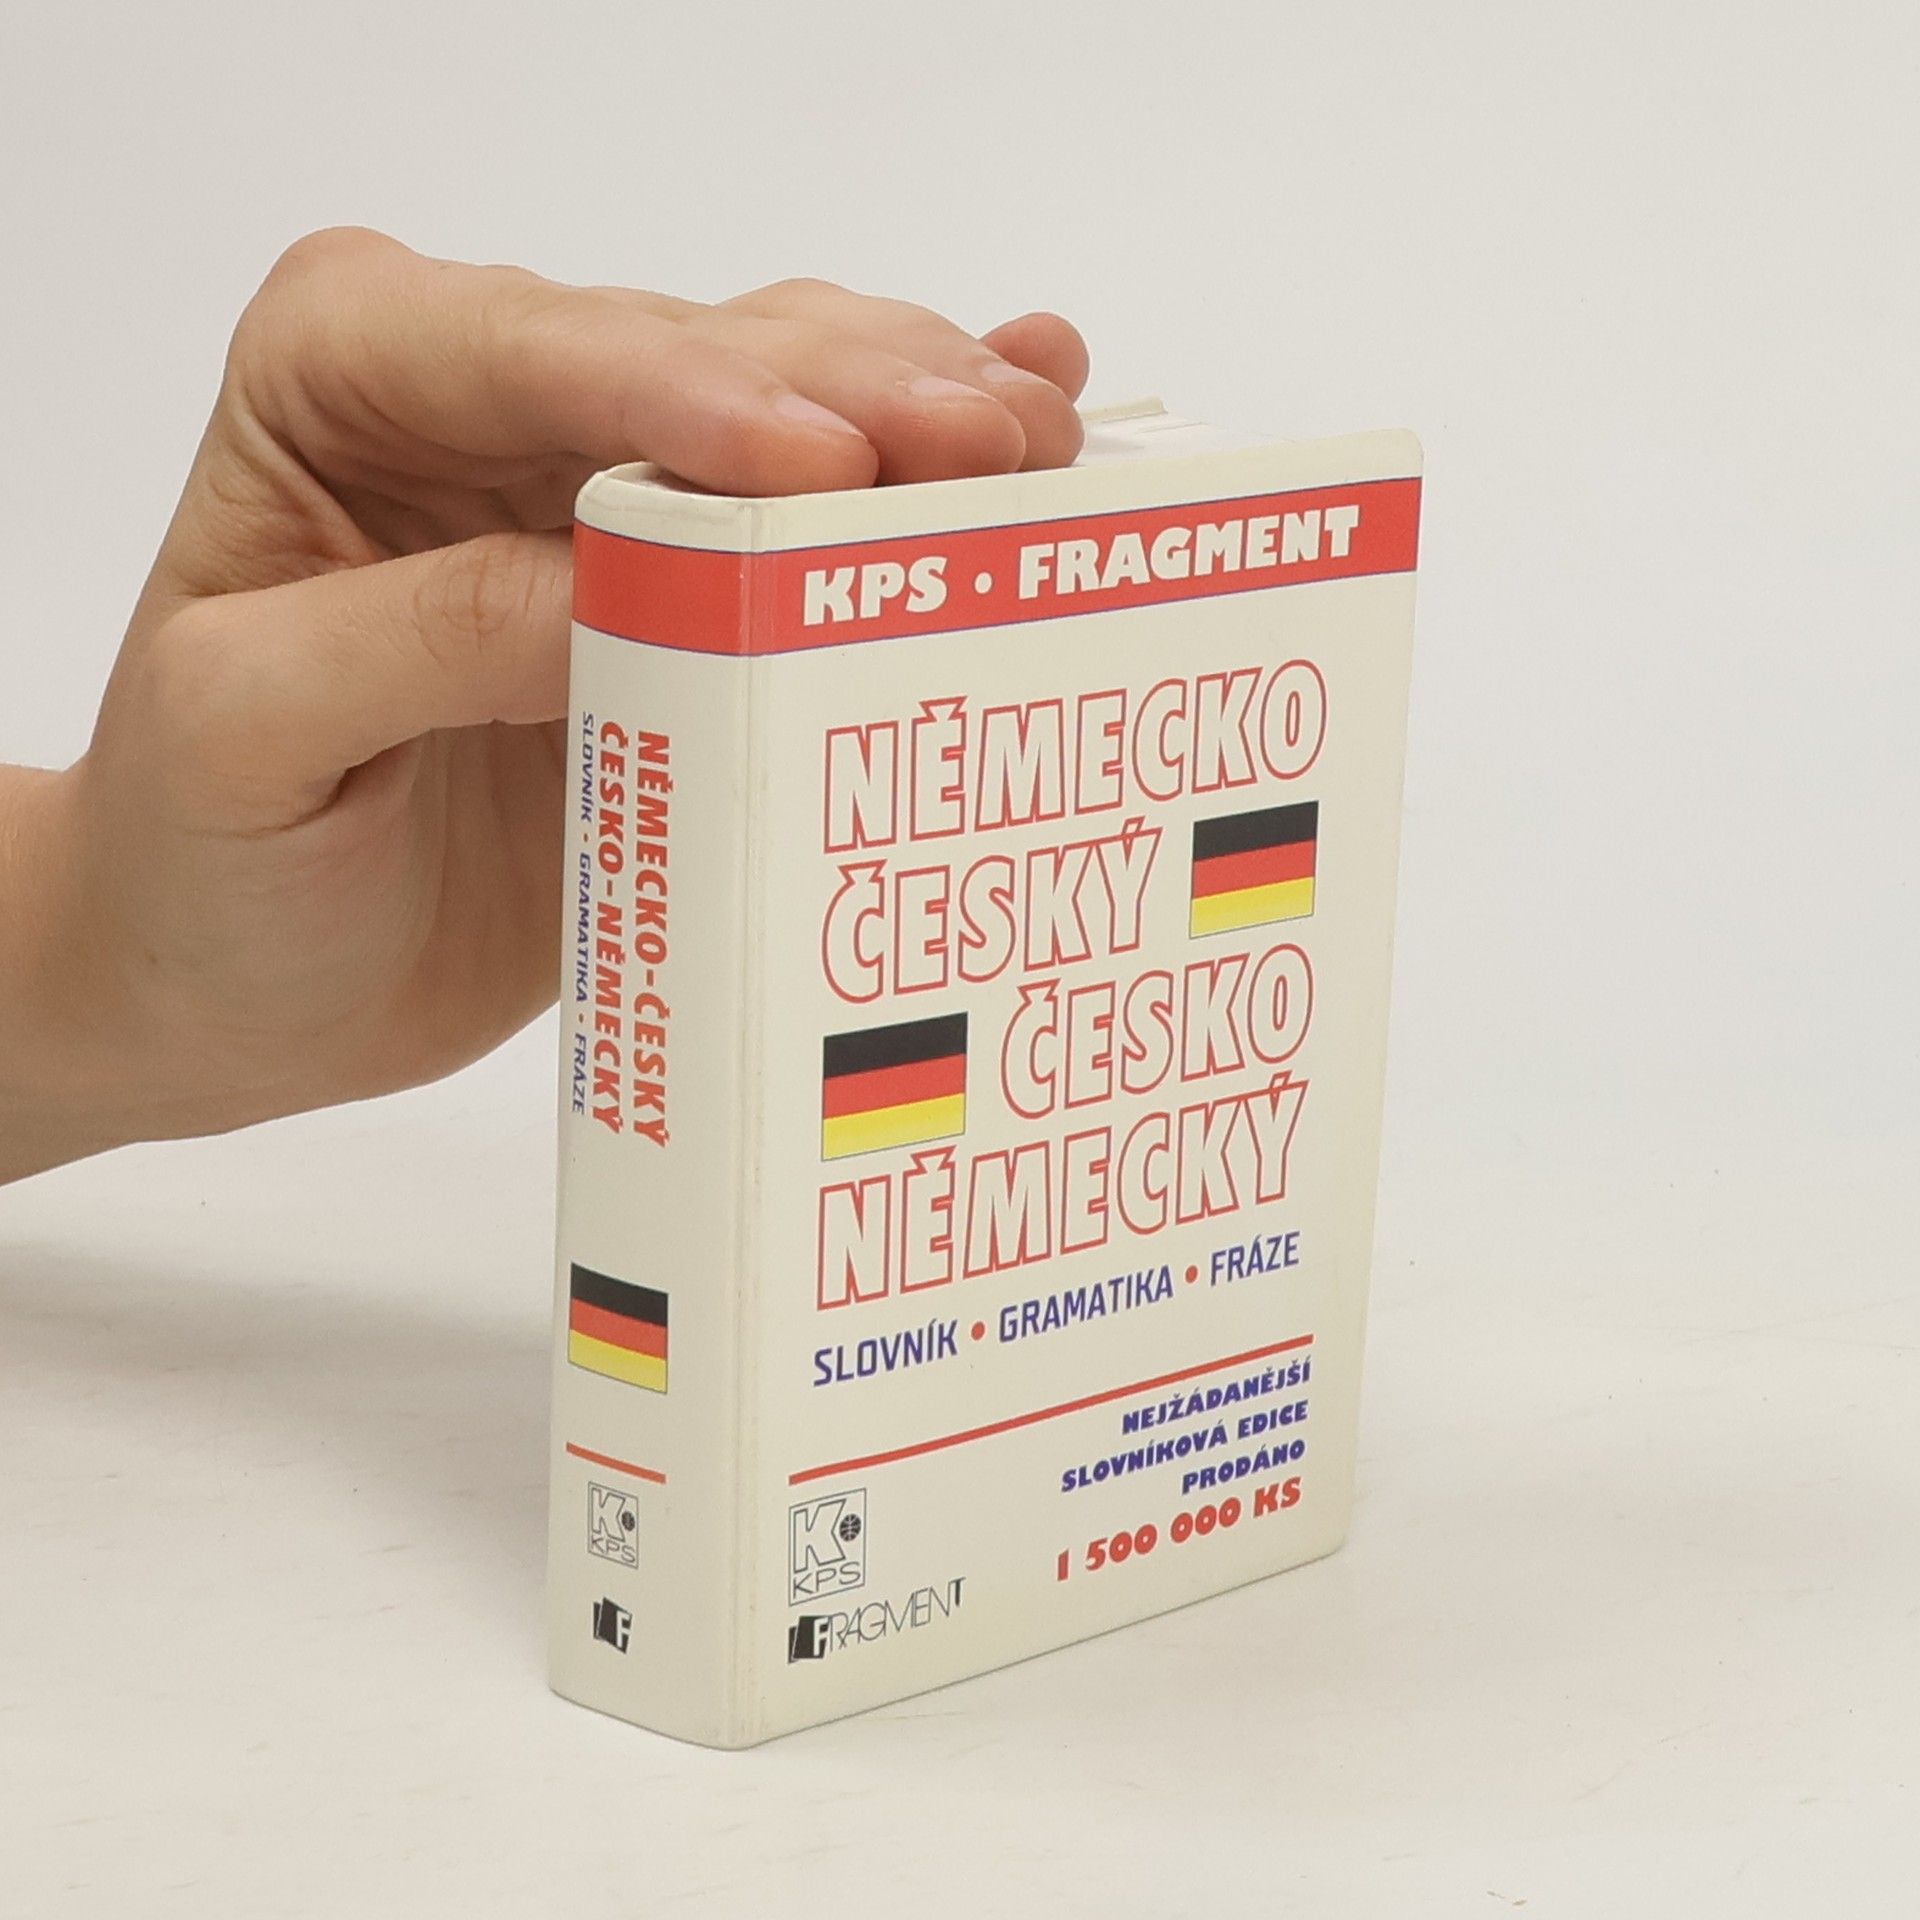 KPS • FRAGMENT
NĚMECKO
ČESKÝ
ČESKO
NĚMECKÝ
SLOVNÍK • GRAMATIKA • FRÁZE
NEJŽÁDANĚJŠÍ
SLOVNÍKOVÁ EDICE
PRODÁNO
1 500 000 KS
K
KPS
FRAGMENT
NĚMECKO-ČESKÝ
ČESKO-NĚMECKÝ
SLOVNÍK • GRAMATIKA • FRÁZE
K
KPS
F